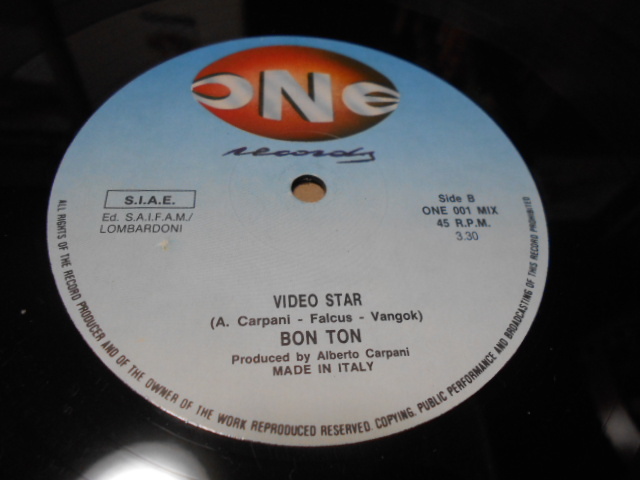 ONE
records
S.I.A.E.
Ed. S.A.I.F.A.M./
LOMBARDONI
Side B
ONE 001 MIX
45 R.P.M.
3.30
VIDEO STAR
(A. Carpani - Falcus - Vangok)
BON TON
Produced by Alberto Carpani
MADE IN ITALY
ALL RIGHTS OF THE RECORD PRODUCER AND OF THE OWNER OF THE WORK REPRODUCED RESERVED. COPYING, PUBLIC PERFORMANCE AND BROADCASTING OF THIS RECORD PROHIBITED